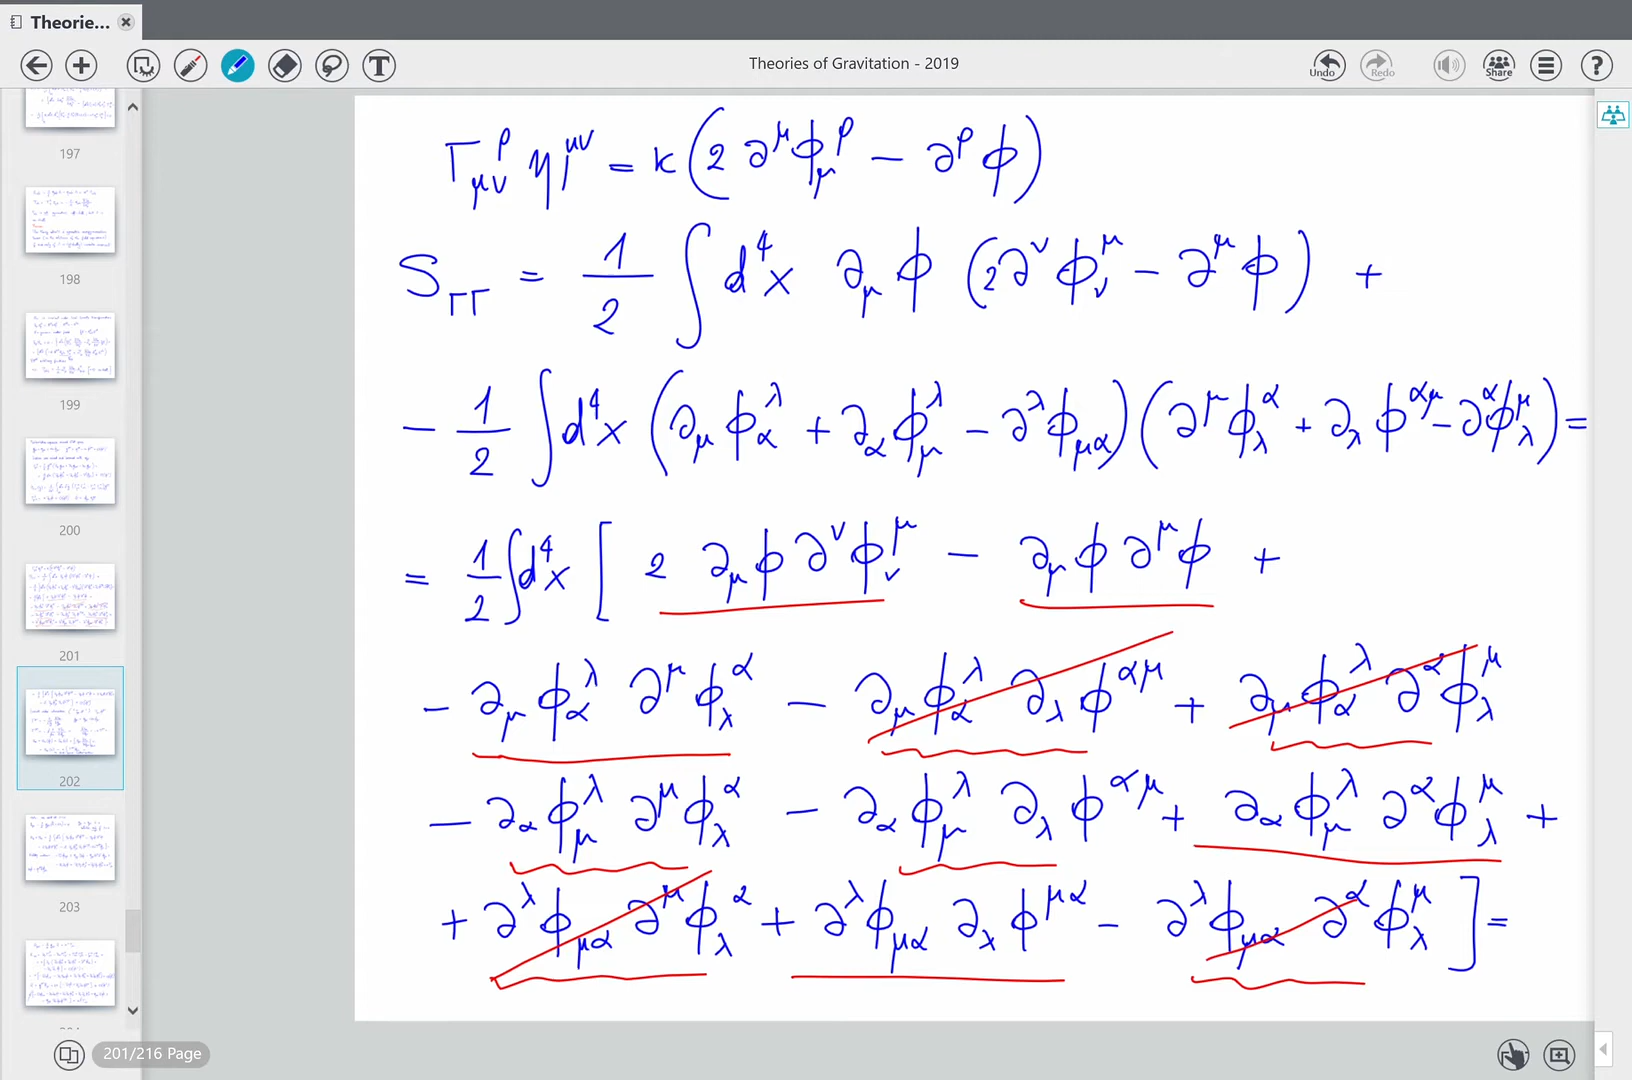 Theorie...
Theories of Gravitation - 2019
Undo
Redo
Share
Γ_{μν}^ρ η^{μν} = κ(2 ∂^μ ϕ_μ^ρ − ∂^ρ ϕ)
S_{ΓΓ} = 1/2 ∫ d^4x ∂_μ ϕ (2∂^ν ϕ_ν^μ − ∂^μ ϕ) +
− 1/2 ∫ d^4x (∂_μ ϕ_α^λ + ∂_α ϕ_μ^λ − ∂^λ ϕ_{μα}) (∂^μ ϕ_λ^α + ∂_λ ϕ^{αμ} − ∂^α ϕ_λ^μ) =
= 1/2 ∫ d^4x [ 2 ∂_μ ϕ ∂^ν ϕ_ν^μ − ∂_μ ϕ ∂^μ ϕ +
− ∂_μ ϕ_α^λ ∂^μ ϕ_λ^α − ∂_μ ϕ_α^λ ∂_λ ϕ^{αμ} + ∂_μ ϕ_α^λ ∂^α ϕ_λ^μ
− ∂_α ϕ_μ^λ ∂^μ ϕ_λ^α − ∂_α ϕ_μ^λ ∂_λ ϕ^{αμ} + ∂_α ϕ_μ^λ ∂^α ϕ_λ^μ +
+ ∂^λ ϕ_{μα} ∂^μ ϕ_λ^α + ∂^λ ϕ_{μα} ∂_λ ϕ^{μα} − ∂^λ ϕ_{μα} ∂^α ϕ_λ^μ ] =
197
198
199
200
201
202
203
201/216 Page